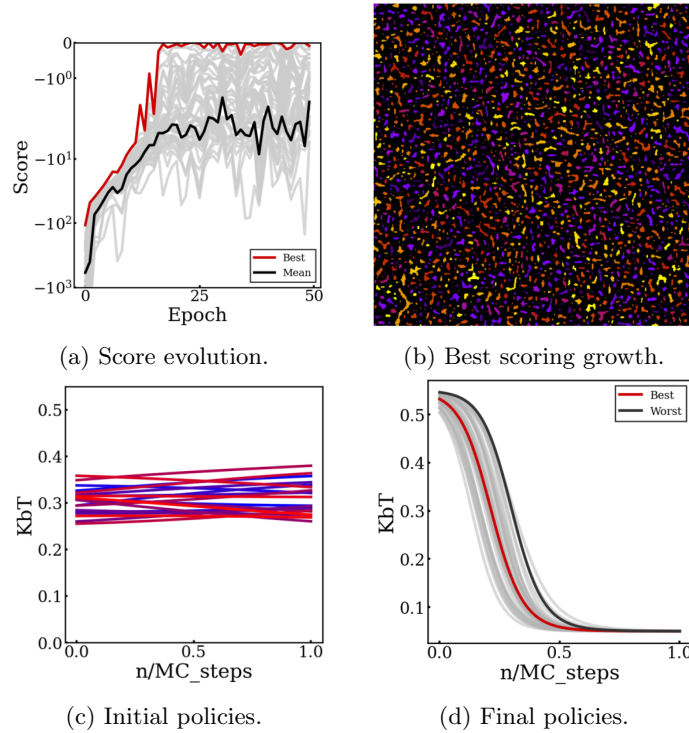 0
−10⁰
−10¹
−10²
−10³
Score
0
25
50
Epoch
Best
Mean
(a) Score evolution.
(b) Best scoring growth.
0.5
0.4
0.3
0.2
0.1
0.0
KbT
0.0
0.5
1.0
n/MC_steps
(c) Initial policies.
0.5
0.4
0.3
0.2
0.1
KbT
0.0
0.5
1.0
n/MC_steps
Best
Worst
(d) Final policies.